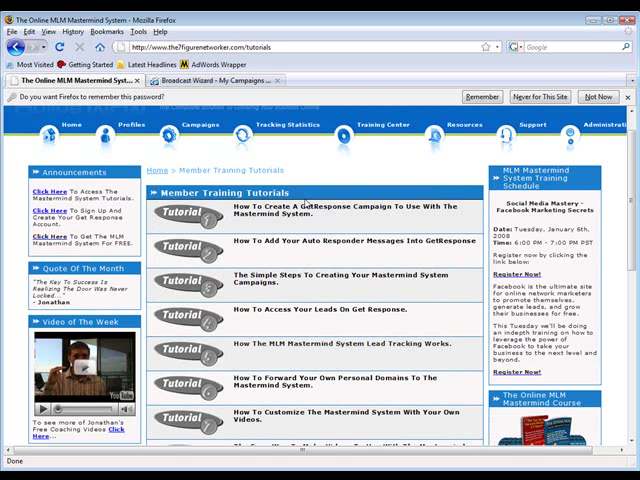 The Online MLM Mastermind System - Mozilla Firefox
File Edit View History Bookmarks Tools Help
http://www.the7figurenetworker.com/tutorials
Google
Most Visited Getting Started Latest Headlines AdWords Wrapper
The Online MLM Mastermind Syst...
Broadcast Wizard - My Campaigns ...
Do you want Firefox to remember this password?
Remember
Never for This Site
Not Now
Home Profiles Campaigns Tracking Statistics Training Center Resources Support Administrati
Home > Member Training Tutorials
Announcements
Click Here To Access The
Member System Tutorials.
Click Here To Sign Up And
Create Your Get Response
Account.
Click Here To Get The MLM
Mastermind System For FREE.
Quote Of The Month
"The Key To Success Is
Realizing The Door Was Never
Locked..."
- Jonathan
Video of The Week
YouTube
To see more of Jonathan's
Free Coaching Videos Click
Here...
Member Training Tutorials
Tutorial 1
How To Create A GetResponse Campaign To Use With The
Mastermind System.
Tutorial 2
How To Add Your Auto Responder Messages Into GetResponse
Tutorial 3
The Simple Steps To Creating Your Mastermind System
Campaigns.
Tutorial
How To Access Your Leads On Get Response.
Tutorial
How The MLM Mastermind System Lead Tracking Works.
Tutorial
How To Forward Your Own Personal Domains To The
Mastermind System.
Tutorial
How To Customize The Mastermind System With Your Own
Videos.
Tutorial
MLM Mastermind
System Training
Schedule
Social Media Mastery -
Facebook Marketing Secrets
Date: Tuesday, January 6th,
2008
Time: 6:00 PM - 7:00 PM PST
Register now by clicking the
link below
Register Now!
Facebook is the ultimate site
for online network marketers
to promote themselves,
generate leads, and grow
their businesses for free.
This Tuesday we'll be doing
an indepth training on how to
leverage the power of
Facebook to take your
business to the next level and
beyond.
Register Now!
The Online MLM
Mastermind Course
Done